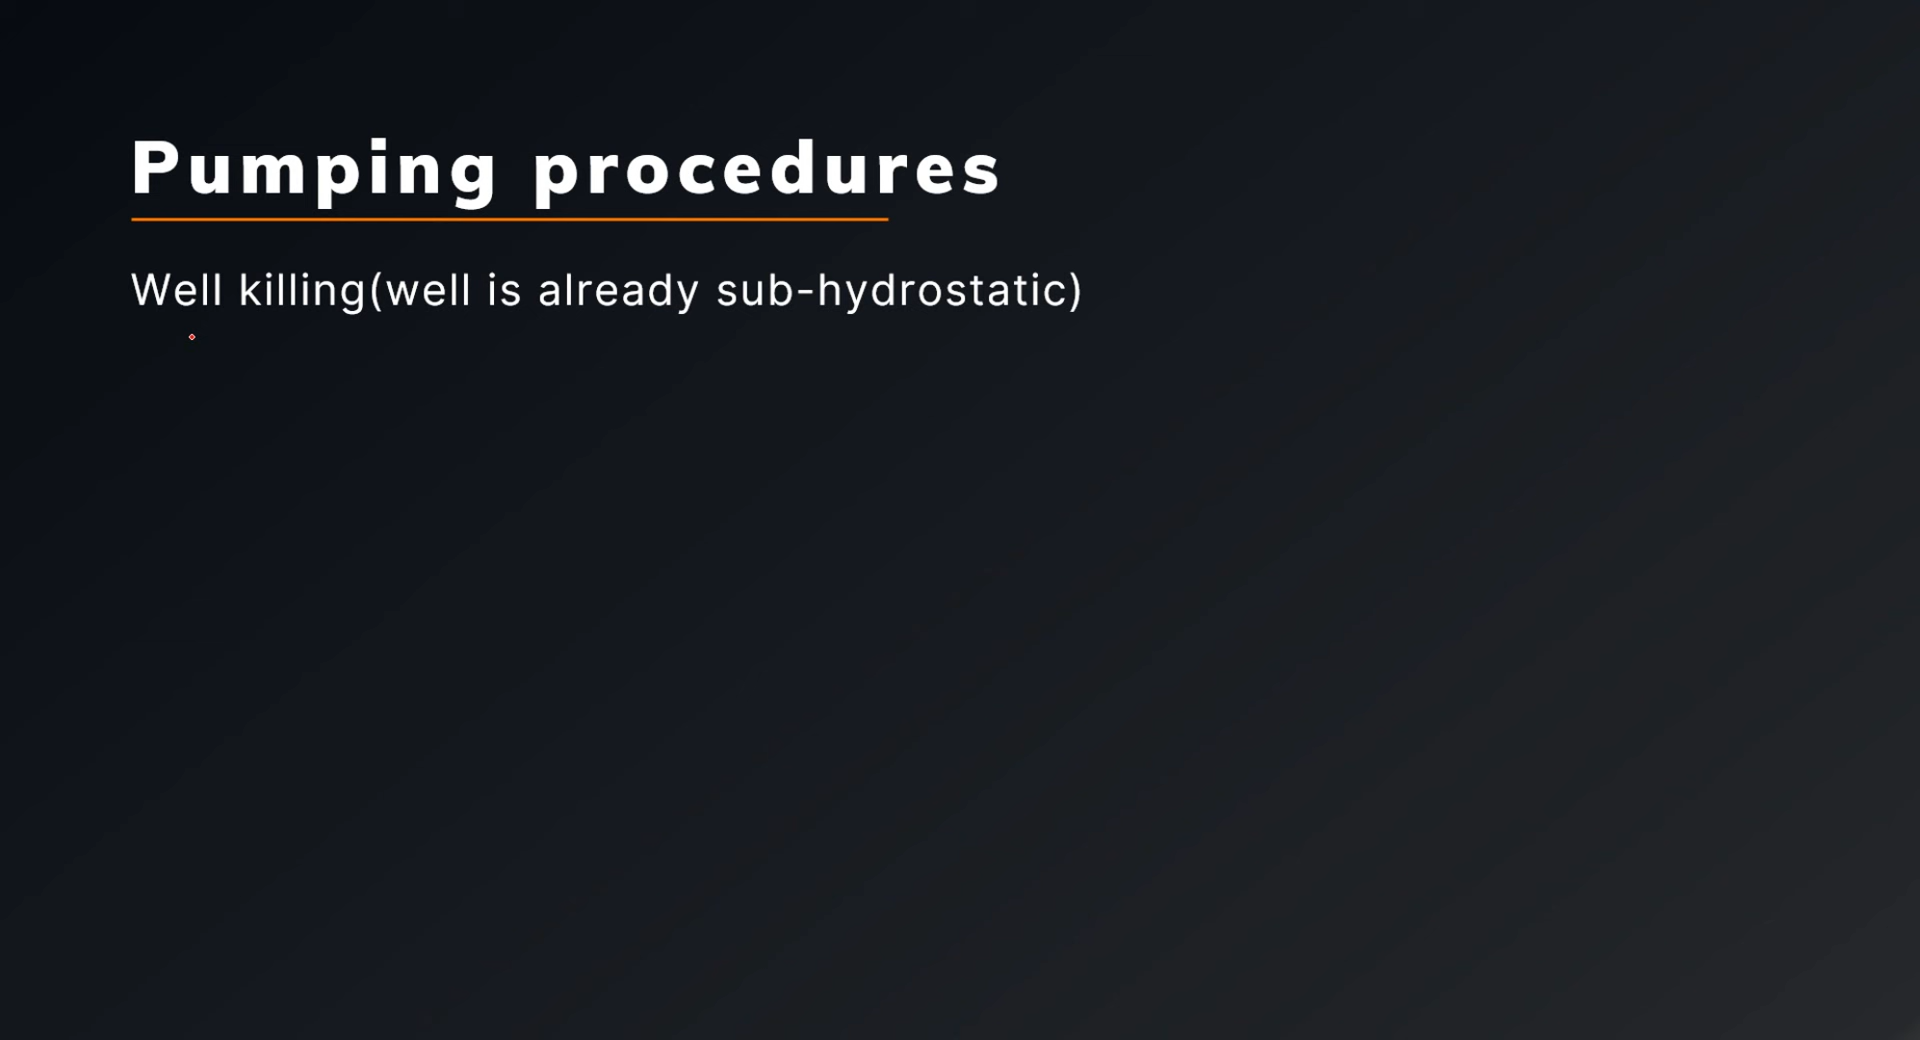 Pumping procedures
Well killing(well is already sub-hydrostatic)